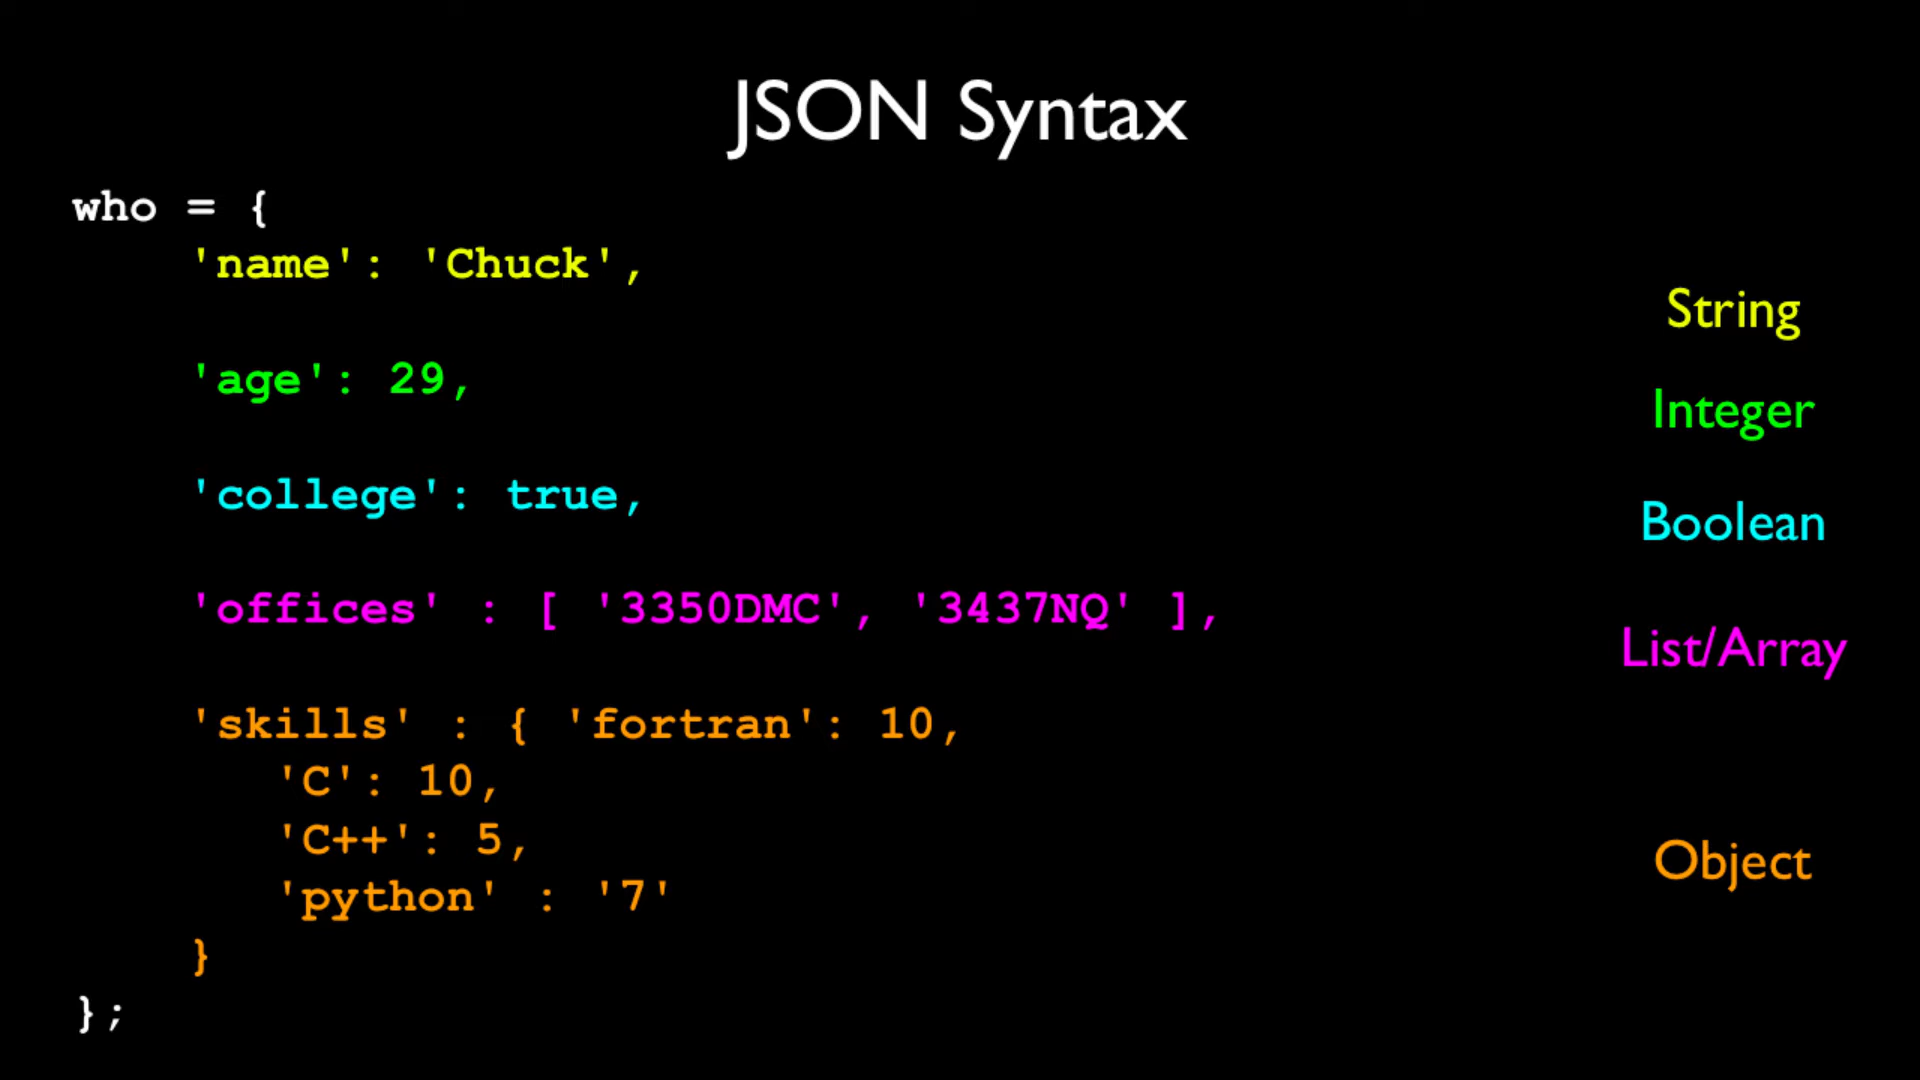 JSON Syntax
who = {
'name': 'Chuck',
String
'age': 29,
Integer
'college': true,
Boolean
'offices' : [ '3350DMC', '3437NQ' ],
List/Array
'skills' : { 'fortran': 10,
'C': 10,
'C++': 5,
Object
'python' : '7'
}
};